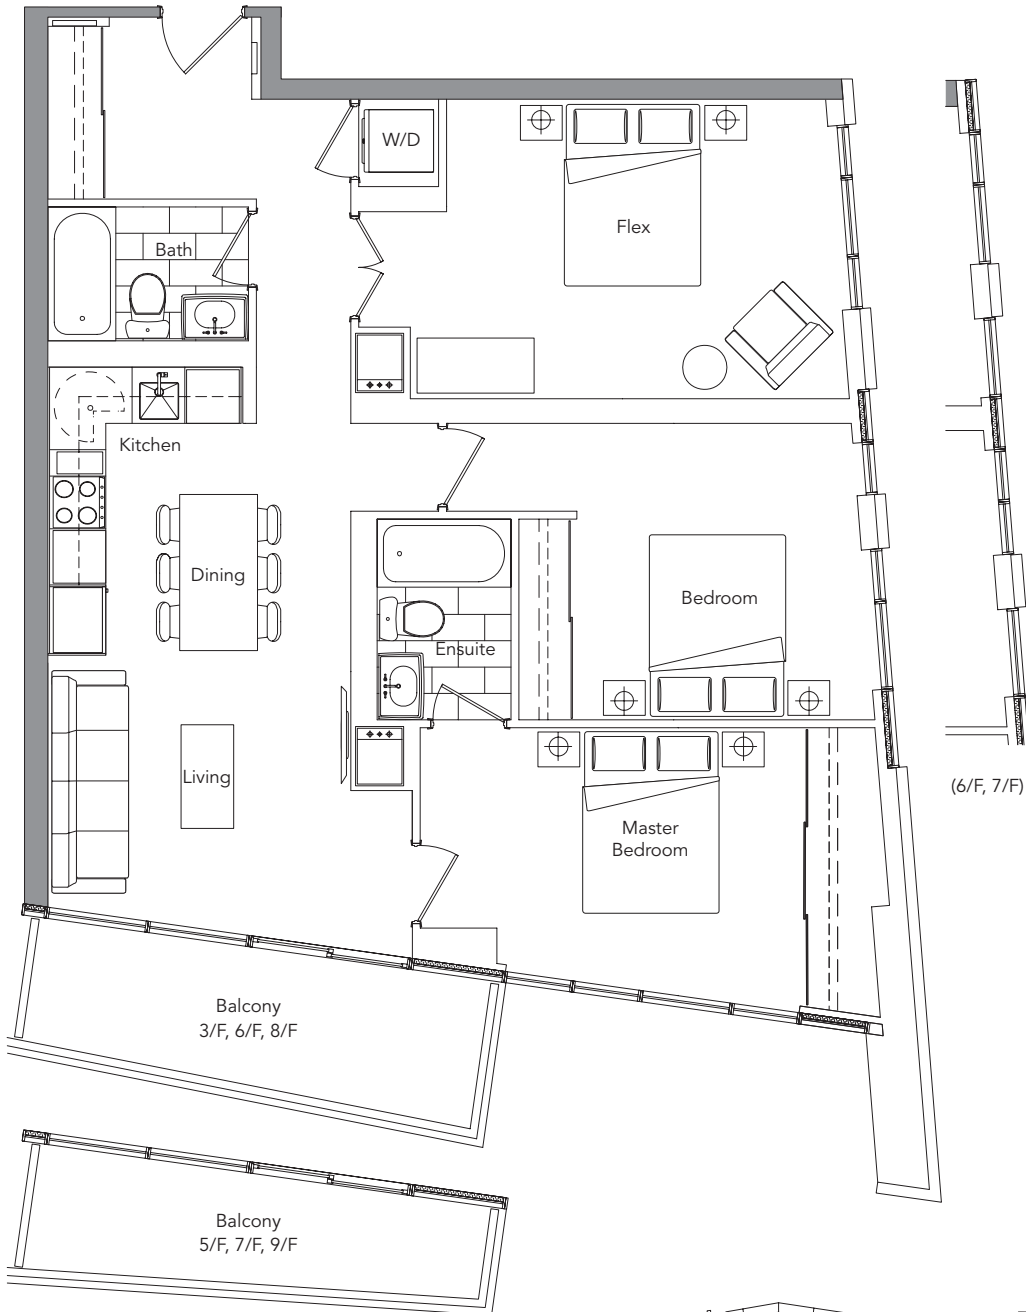 W/D
Flex
Bath
Kitchen
Dining
Bedroom
Ensuite
Living
(6/F, 7/F)
Master
Bedroom
Balcony
3/F, 6/F, 8/F
Balcony
5/F, 7/F, 9/F